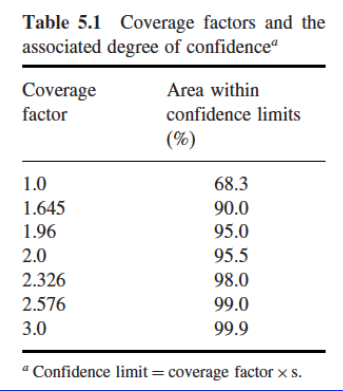 Table 5.1 Coverage factors and the
associated degree of confidenceᵃ
Coverage factor Area within confidence limits (%)
1.0 68.3
1.645 90.0
1.96 95.0
2.0 95.5
2.326 98.0
2.576 99.0
3.0 99.9
ᵃ Confidence limit = coverage factor × s.